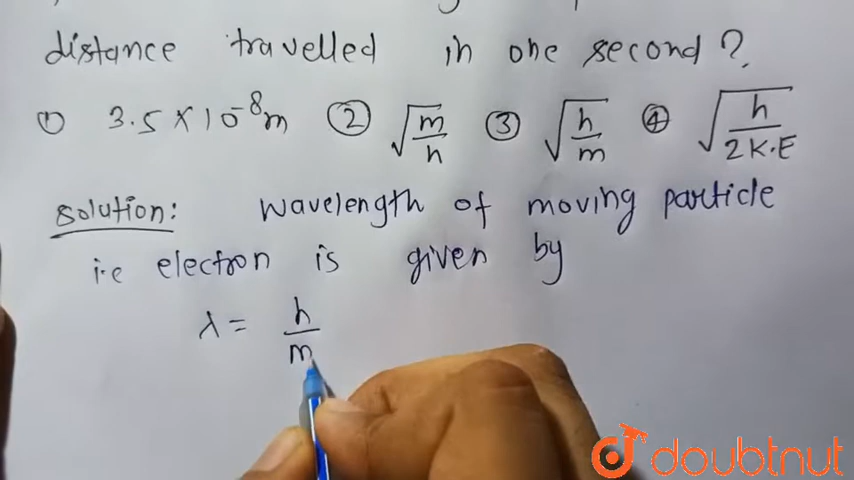 distance travelled in one second?
① 3.5 × 10⁻⁸m ② √(m/h) ③ √(h/m) ④ √(h/2K.E)
Solution: Wavelength of moving particle
i.e electron is given by
λ = h/m
doubtnut